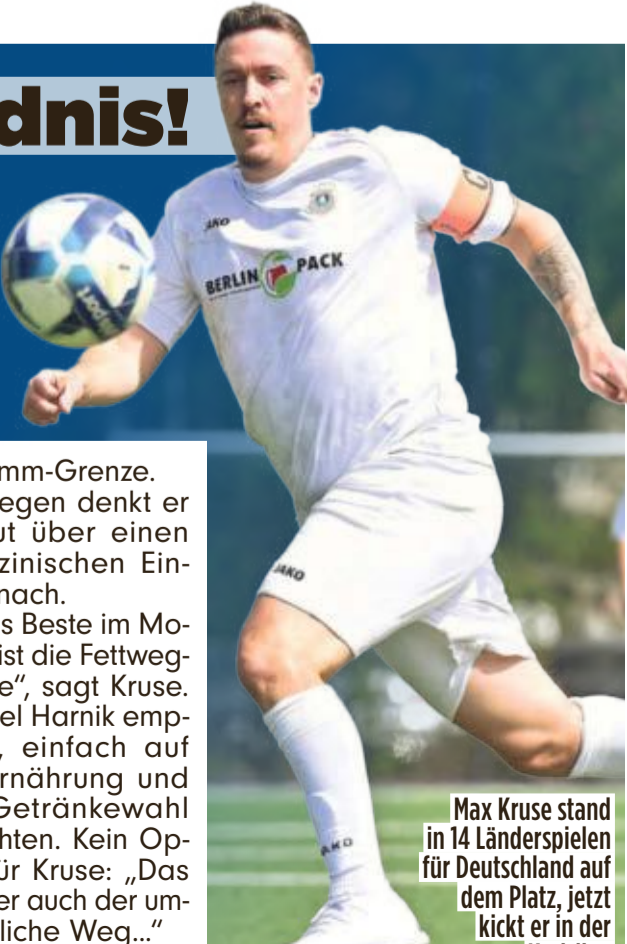 dnis!
JAKO
BERLIN PACK
C
port
mm-Grenze.
egen denkt er
ut über einen
zinischen Ein-
nach.
s Beste im Mo-
ist die Fettweg-
e“, sagt Kruse.
el Harnik emp-
, einfach auf
rnährung und
Getränkewahl
hten. Kein Op-
ür Kruse: „Das
er auch der um-
liche Weg...“
JAKO
JAKO
Max Kruse stand
in 14 Länderspielen
für Deutschland auf
dem Platz, jetzt
kickt er in der